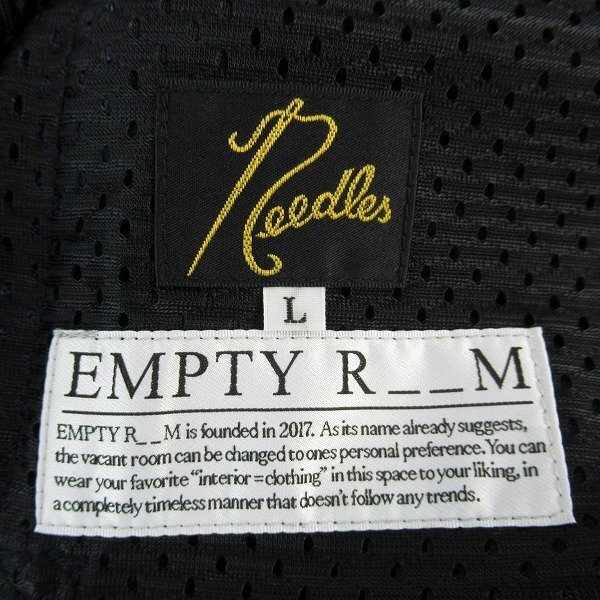 Needles
L
EMPTY R__M
EMPTY R__M is founded in 2017. As its name already suggests,
the vacant room can be changed to ones personal preference. You can
wear your favorite "interior=clothing" in this space to your liking, in
a completely timeless manner that doesn't follow any trends.